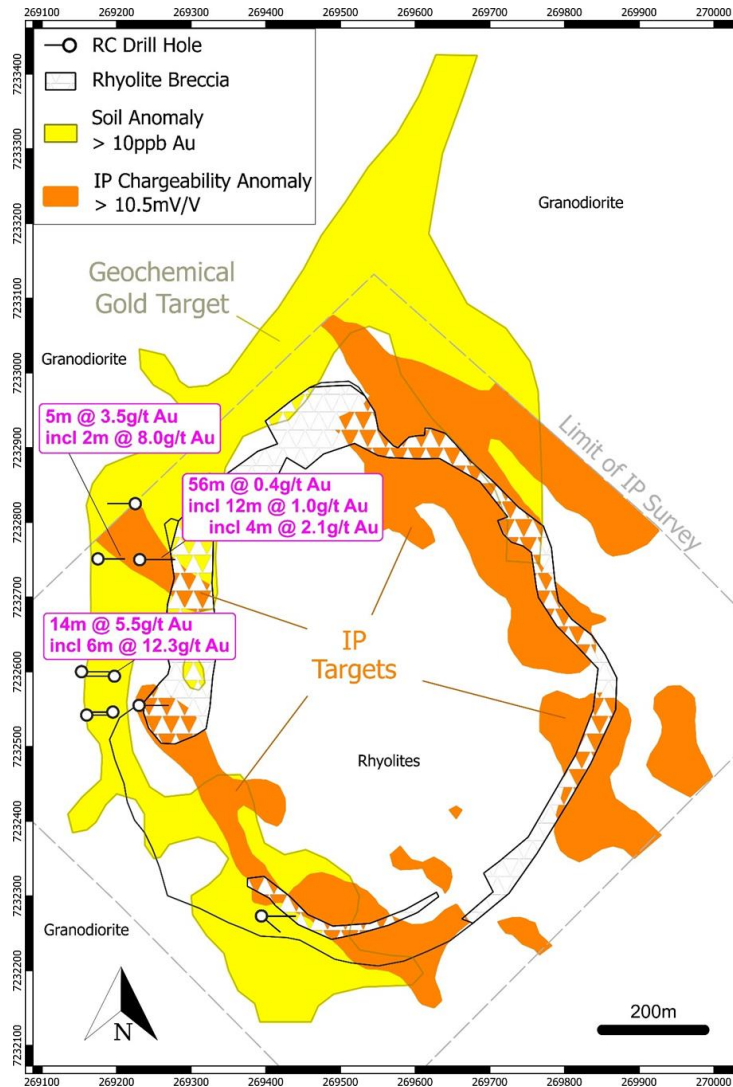 269100 269200 269300 269400 269500 269600 269700 269800 269900 270000
7233400
7233300
7233200
7233100
7233000
7232900
7232800
7232700
7232600
7232500
7232400
7232300
7232200
7232100
RC Drill Hole
Rhyolite Breccia
Soil Anomaly
> 10ppb Au
IP Chargeability Anomaly
> 10.5mV/V
Granodiorite
Geochemical
Gold Target
Granodiorite
5m @ 3.5g/t Au
incl 2m @ 8.0g/t Au
Limit of IP Survey
56m @ 0.4g/t Au
incl 12m @ 1.0g/t Au
incl 4m @ 2.1g/t Au
14m @ 5.5g/t Au
incl 6m @ 12.3g/t Au
IP
Targets
Rhyolites
Granodiorite
N
200m
269100 269200 269300 269400 269500 269600 269700 269800 269900 270000